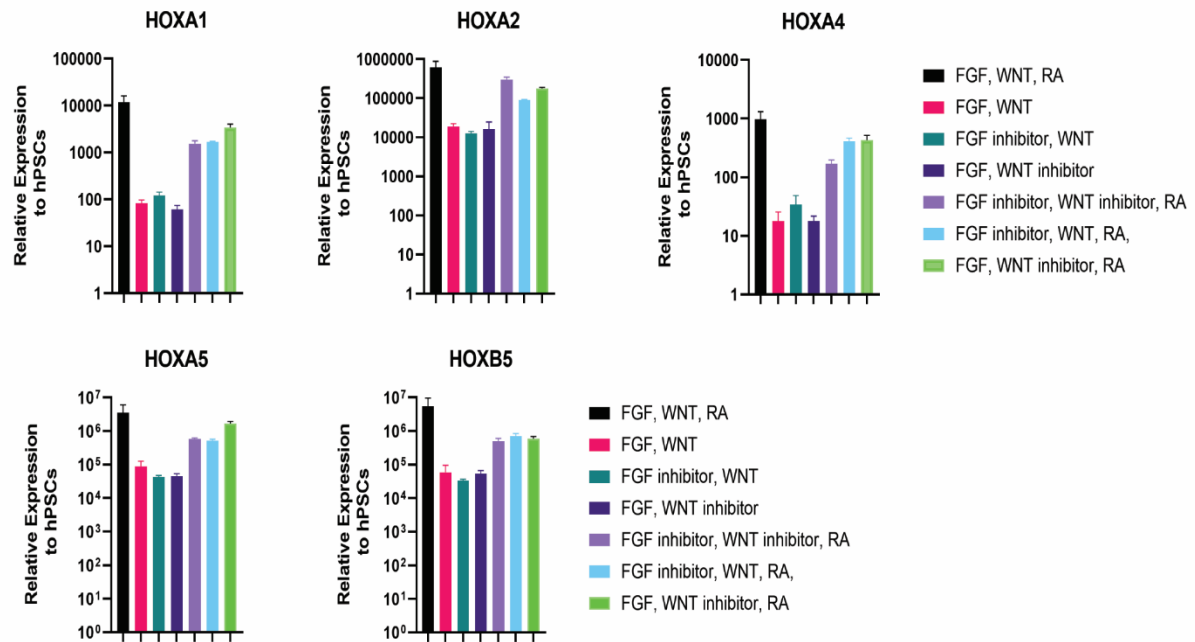 HOXA1
HOXA2
HOXA4
Relative Expression
to hPSCs
100000
10000
1000
100
10
1
Relative Expression
to hPSCs
1000000
100000
10000
1000
100
10
1
Relative Expression
to hPSCs
10000
1000
100
10
1
FGF, WNT, RA
FGF, WNT
FGF inhibitor, WNT
FGF, WNT inhibitor
FGF inhibitor, WNT inhibitor, RA
FGF inhibitor, WNT, RA,
FGF, WNT inhibitor, RA
HOXA5
HOXB5
Relative Expression
to hPSCs
10⁷
10⁶
10⁵
10⁴
10³
10²
10¹
10⁰
Relative Expression
to hPSCs
10⁷
10⁶
10⁵
10⁴
10³
10²
10¹
10⁰
FGF, WNT, RA
FGF, WNT
FGF inhibitor, WNT
FGF, WNT inhibitor
FGF inhibitor, WNT inhibitor, RA
FGF inhibitor, WNT, RA,
FGF, WNT inhibitor, RA